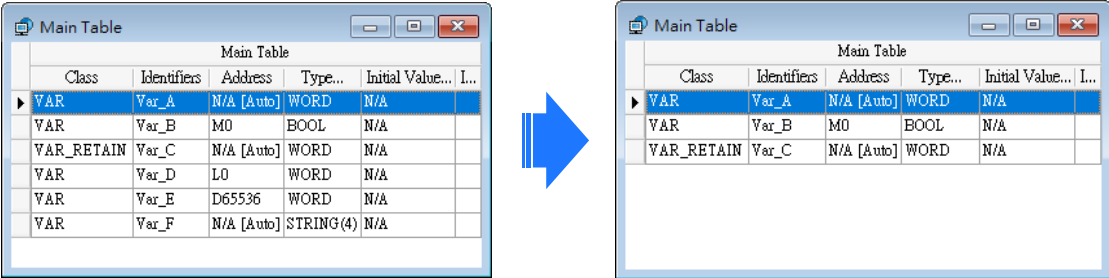 Main Table
Main Table
Class Identifiers Address Type... Initial Value... I...
VAR Var_A N/A [Auto] WORD N/A
VAR Var_B M0 BOOL N/A
VAR_RETAIN Var_C N/A [Auto] WORD N/A
VAR Var_D L0 WORD N/A
VAR Var_E D65536 WORD N/A
VAR Var_F N/A [Auto] STRING(4) N/A
Main Table
Main Table
Class Identifiers Address Type... Initial Value... I...
VAR Var_A N/A [Auto] WORD N/A
VAR Var_B M0 BOOL N/A
VAR_RETAIN Var_C N/A [Auto] WORD N/A